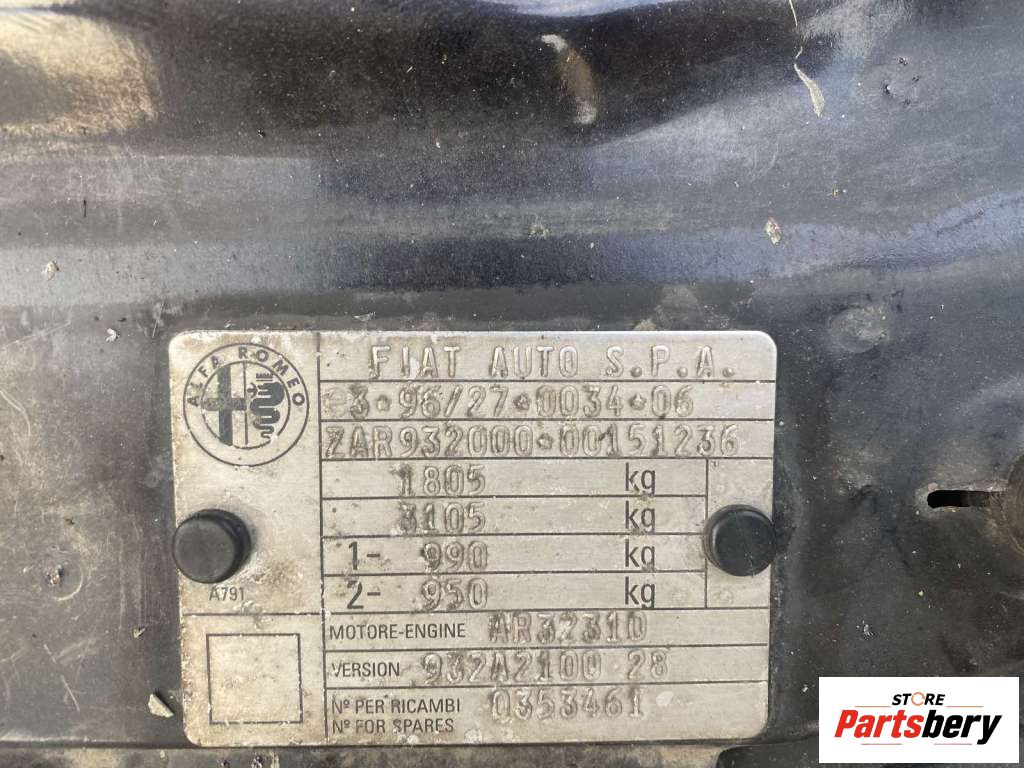 ALFA ROMEO
FIAT AUTO S.P.A.
e3*96/27*0034*06
ZAR932000*00151236
1805 kg
3105 kg
1- 990 kg
2- 950 kg
A791
MOTORE-ENGINE AR32310
VERSION 932A2100 28
Nº PER RICAMBI
Nº FOR SPARES 0353461
STORE
Partsbery